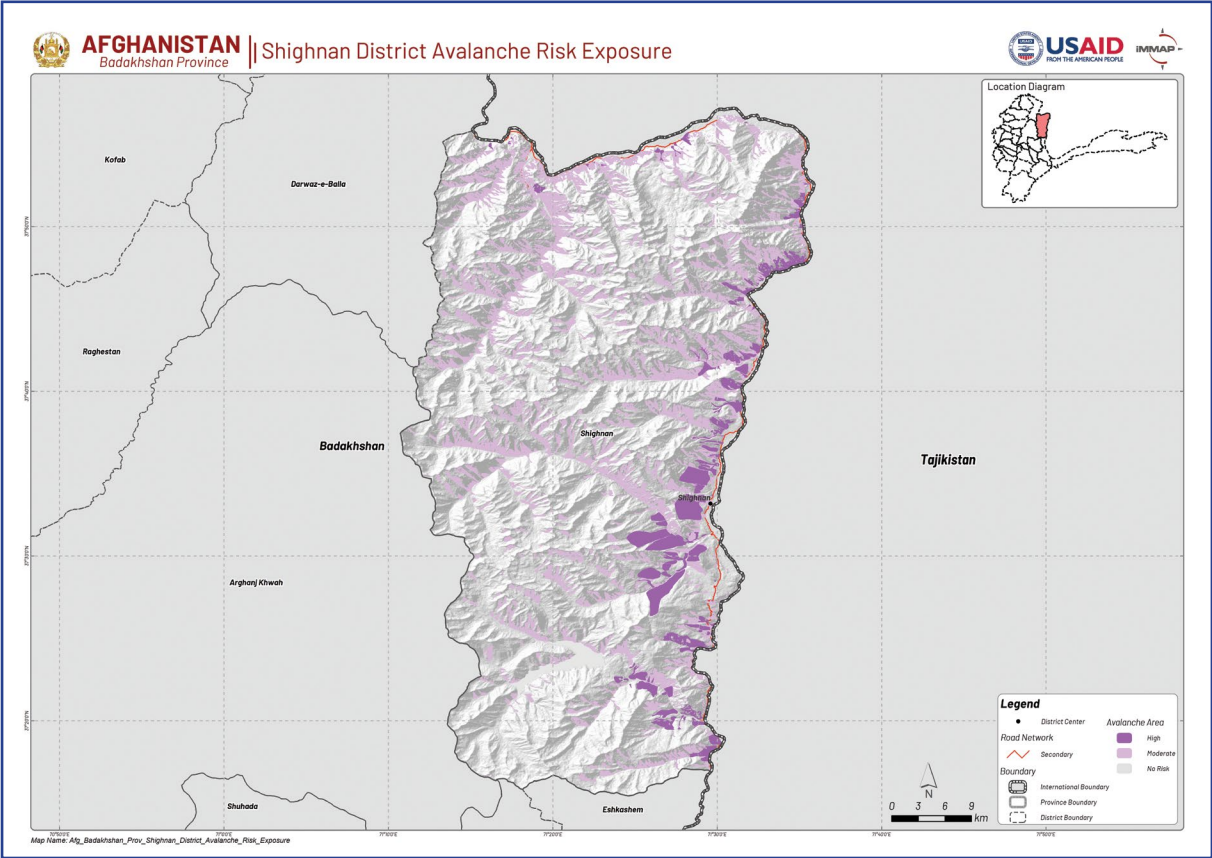 AFGHANISTAN
Badakhshan Province
Shighnan District Avalanche Risk Exposure
USAID
FROM THE AMERICAN PEOPLE
iMMAP
Location Diagram
Kofab
Darwaz-e-Balla
Raghestan
Shighnan
Badakhshan
Tajikistan
Shighnan
Arghanj Khwah
Shuhada
Eshkashem
N
0 3 6 9
km
Legend
District Center
Road Network
Secondary
Boundary
International Boundary
Province Boundary
District Boundary
Avalanche Area
High
Moderate
No Risk
Map Name: Afg_Badakhshan_Prov_Shighnan_District_Avalanche_Risk_Exposure